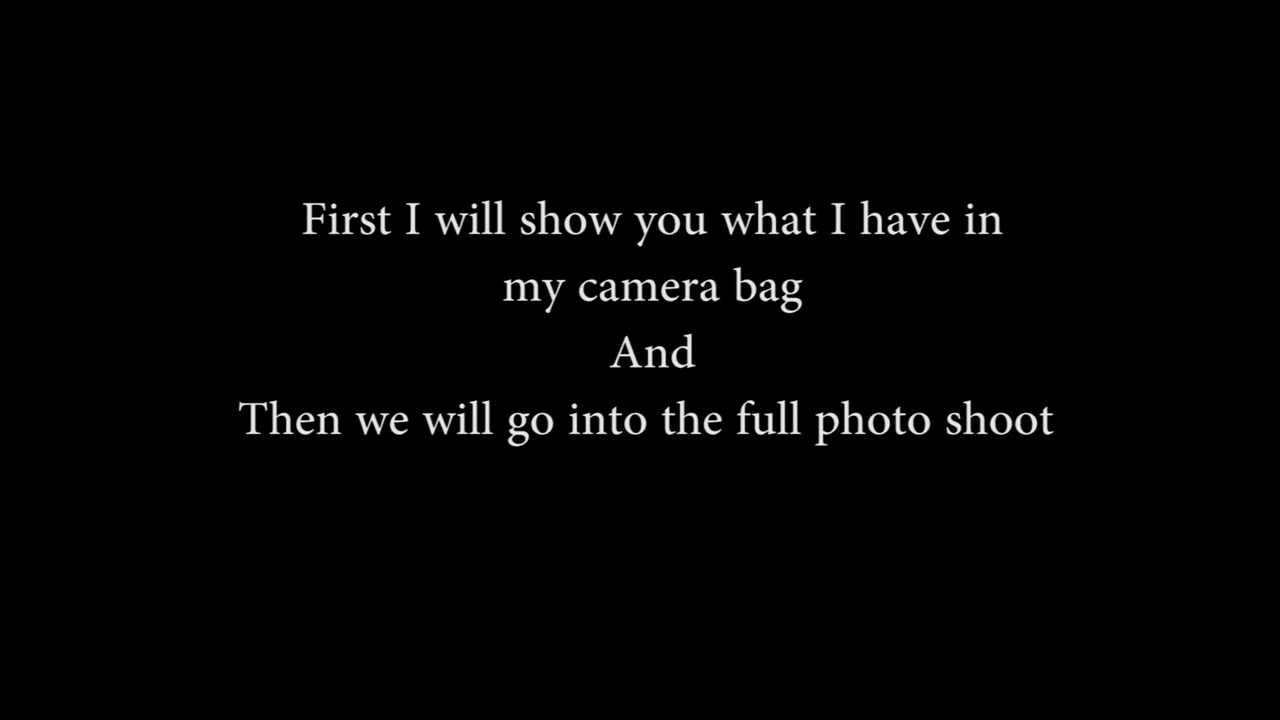 First I will show you what I have in
my camera bag
And
Then we will go into the full photo shoot